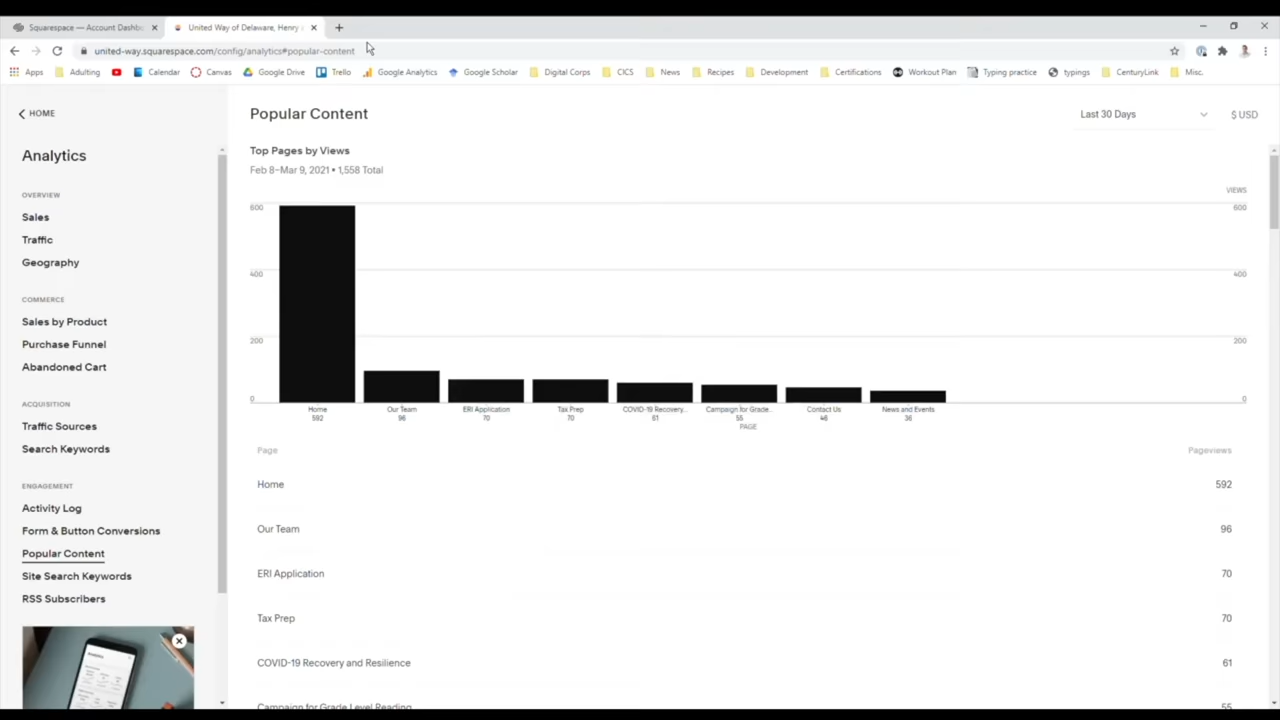 Squarespace — Account Dashb
United Way of Delaware, Henry
united-way.squarespace.com/config/analytics#popular-content
Apps Adulting Calendar Canvas Google Drive Trello Google Analytics Google Scholar Digital Corps CICS News Recipes Development Certifications Workout Plan Typing practice typings CenturyLink Misc.
HOME
Analytics
OVERVIEW
Sales
Traffic
Geography
COMMERCE
Sales by Product
Purchase Funnel
Abandoned Cart
ACQUISITION
Traffic Sources
Search Keywords
ENGAGEMENT
Activity Log
Form & Button Conversions
Popular Content
Site Search Keywords
RSS Subscribers
Analytics
Popular Content
Last 30 Days
$ USD
Top Pages by Views
Feb 8–Mar 9, 2021 • 1,558 Total
VIEWS
600 600
400 400
200 200
0 0
Home Our Team ERI Application Tax Prep COVID-19 Recovery... Campaign for Grade... Contact Us News and Events
592 96 70 70 61 55 46 36
PAGE
Page Pageviews
Home 592
Our Team 96
ERI Application 70
Tax Prep 70
COVID-19 Recovery and Resilience 61
Campaign for Grade Level Reading 55